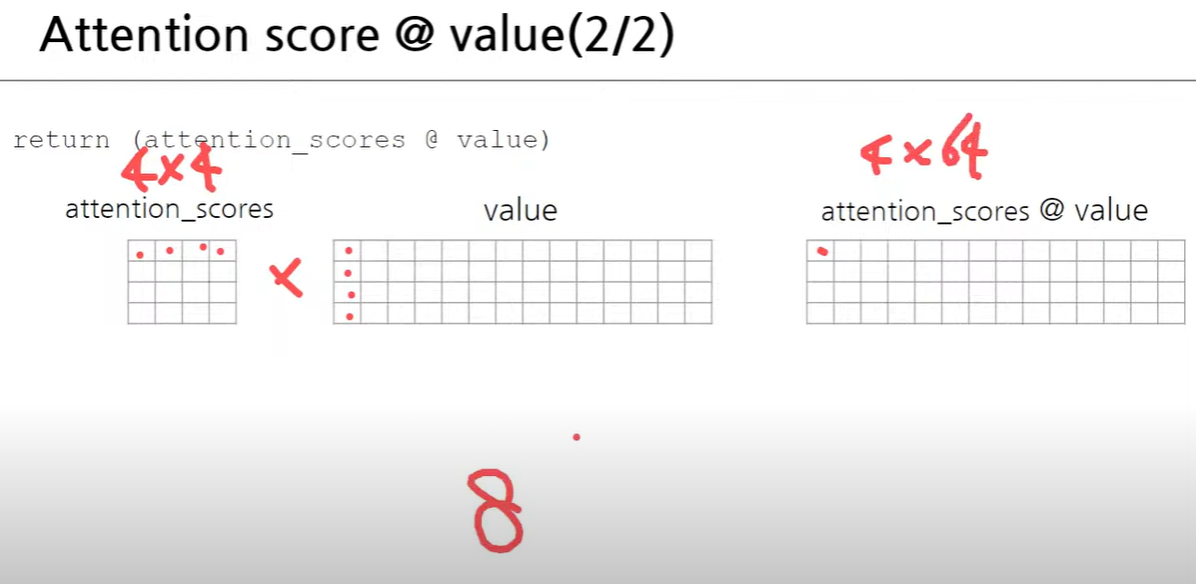 Attention score @ value(2/2)
return (attention_scores @ value)
4x4
4x64
attention_scores
value
attention_scores @ value
x
8